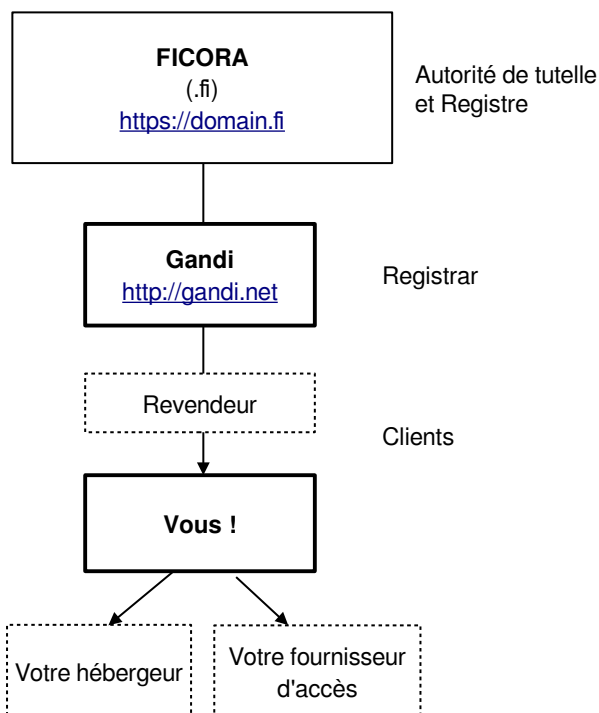 FICORA
(.fi)
https://domain.fi
Autorité de tutelle
et Registre
Gandi
http://gandi.net
Registrar
Revendeur
Clients
Vous !
Votre hébergeur
Votre fournisseur
d'accès